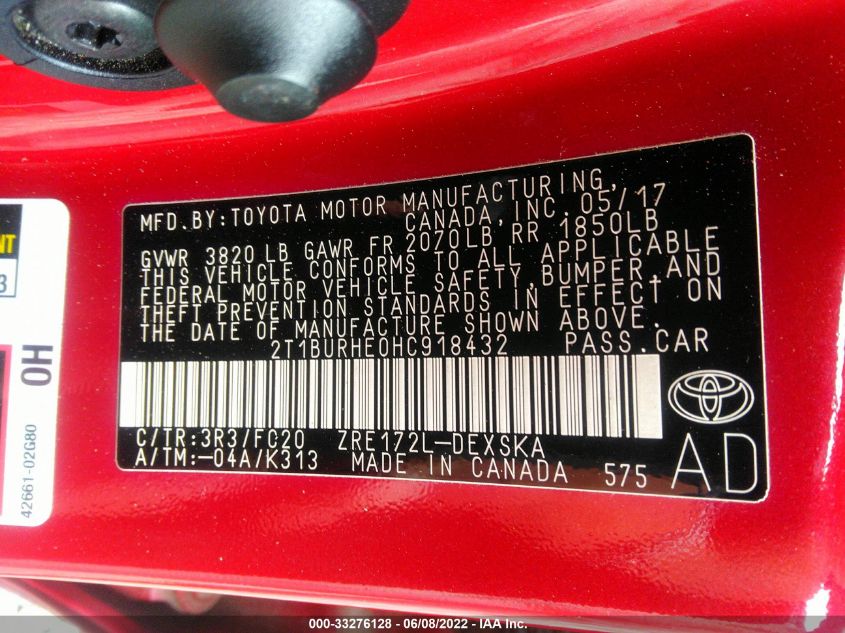 MFD.BY:TOYOTA MOTOR MANUFACTURING,
CANADA,INC. 05/17
GVWR 3820 LB GAWR FR 2070LB RR 1850LB
THIS VEHICLE CONFORMS TO ALL APPLICABLE
FEDERAL MOTOR VEHICLE SAFETY,BUMPER,AND
THEFT PREVENTION STANDARDS IN EFFECT ON
THE DATE OF MANUFACTURE SHOWN ABOVE.
2T1BURHE0HC918432 PASS.CAR
C/TR:3R3/FC20 ZRE172L-DEXSKA
A/TM:-04A/K313 MADE IN CANADA 575
AD
0H
42661-02G80
000-33276128 - 06/08/2022 - IAA Inc.